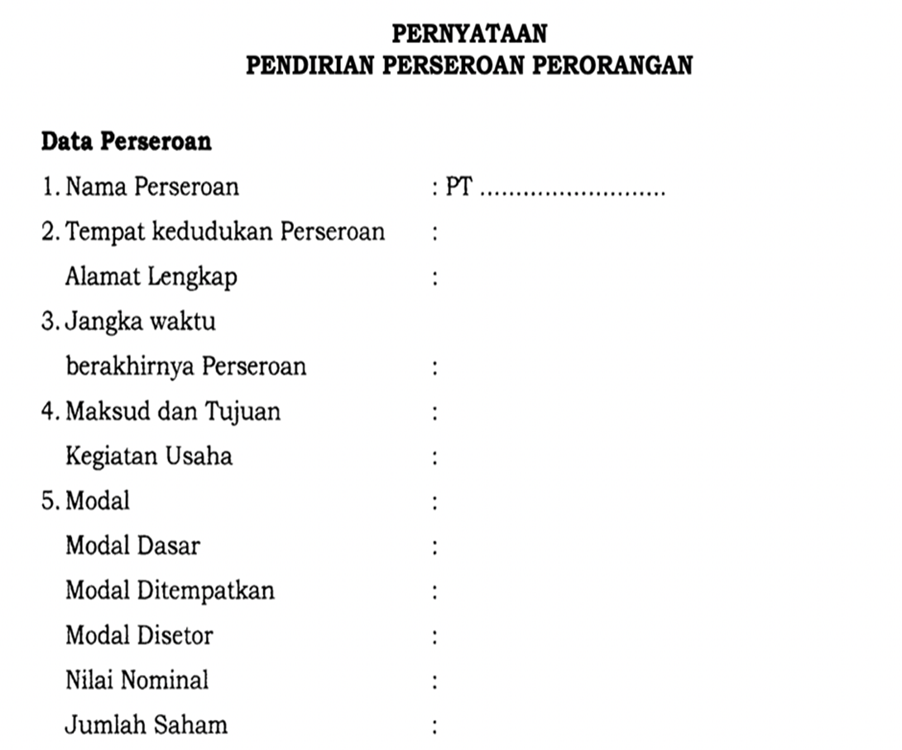 PERNYATAAN
PENDIRIAN PERSEROAN PERORANGAN
Data Perseroan
1. Nama Perseroan : PT ..........................
2. Tempat kedudukan Perseroan :
Alamat Lengkap :
3. Jangka waktu
berakhirnya Perseroan :
4. Maksud dan Tujuan :
Kegiatan Usaha :
5. Modal :
Modal Dasar :
Modal Ditempatkan :
Modal Disetor :
Nilai Nominal :
Jumlah Saham :